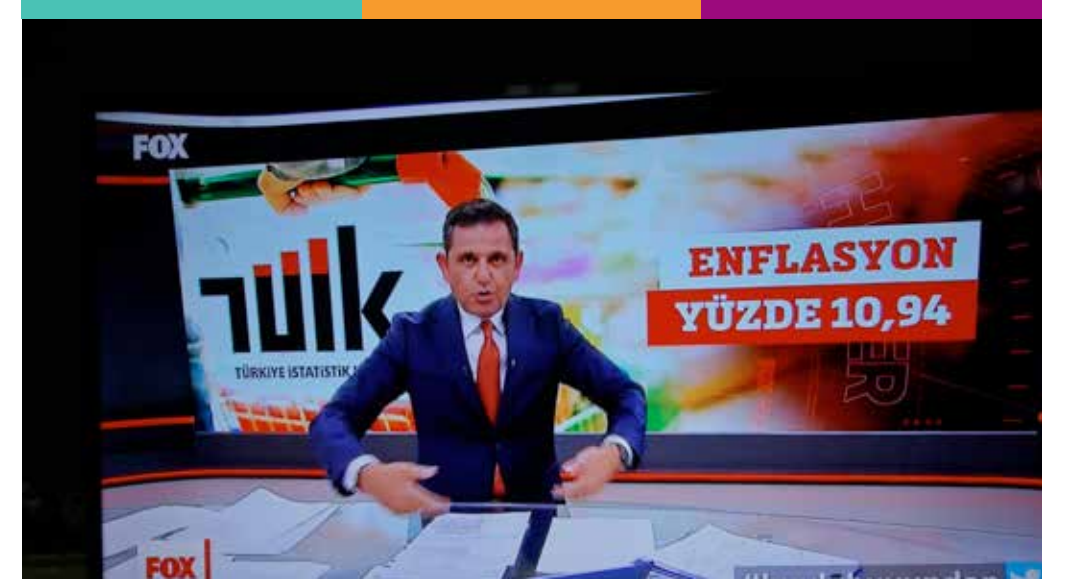 FOX
TÜİK
TÜRKİYE İSTATİSTİK
ENFLASYON
YÜZDE 10,94
FOX